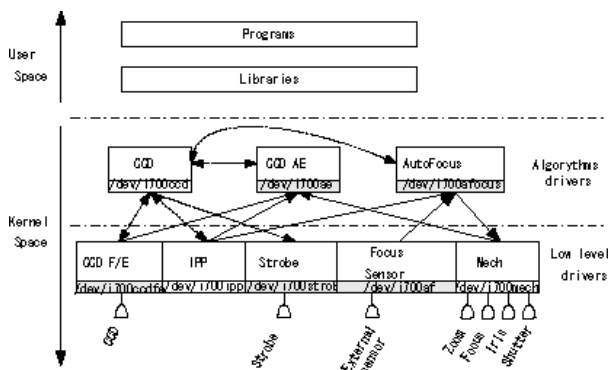 Programs
User
Space
Libraries
CCD
/dev/i700ccd
CCD AE
/dev/i700ae
AutoFocus
/dev/i700afocus
Algorythms
drivers
Kernel
Space
CCD F/E
/dev/i700ccdfe
IPP
/dev/i700ipp
Strobe
/dev/i700strob
Focus
Sensor
/dev/i700af
Mech
/dev/i700mech
Low level
drivers
CCD
Strobe
External
sensor
Zoom
Focus
Iris
Shutter